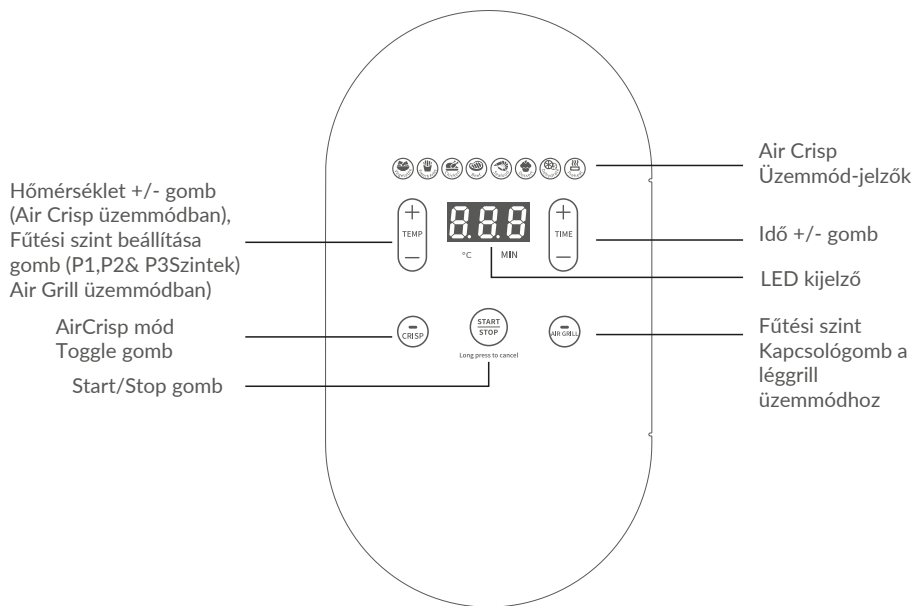 Air Crisp
Üzemmód-jelzők
Hőmérséklet +/- gomb
(Air Crisp üzemmódban),
Fűtési szint beállítása
gomb (P1,P2& P3Szintek)
Air Grill üzemmódban)
+
TEMP
—
8.8.8
°C MIN
+
TIME
—
Idő +/- gomb
LED kijelző
AirCrisp mód
Toggle gomb
CRISP
START
STOP
Long press to cancel
AIR GRILL
Fűtési szint
Kapcsológomb a
léggrill
üzemmódhoz
Start/Stop gomb